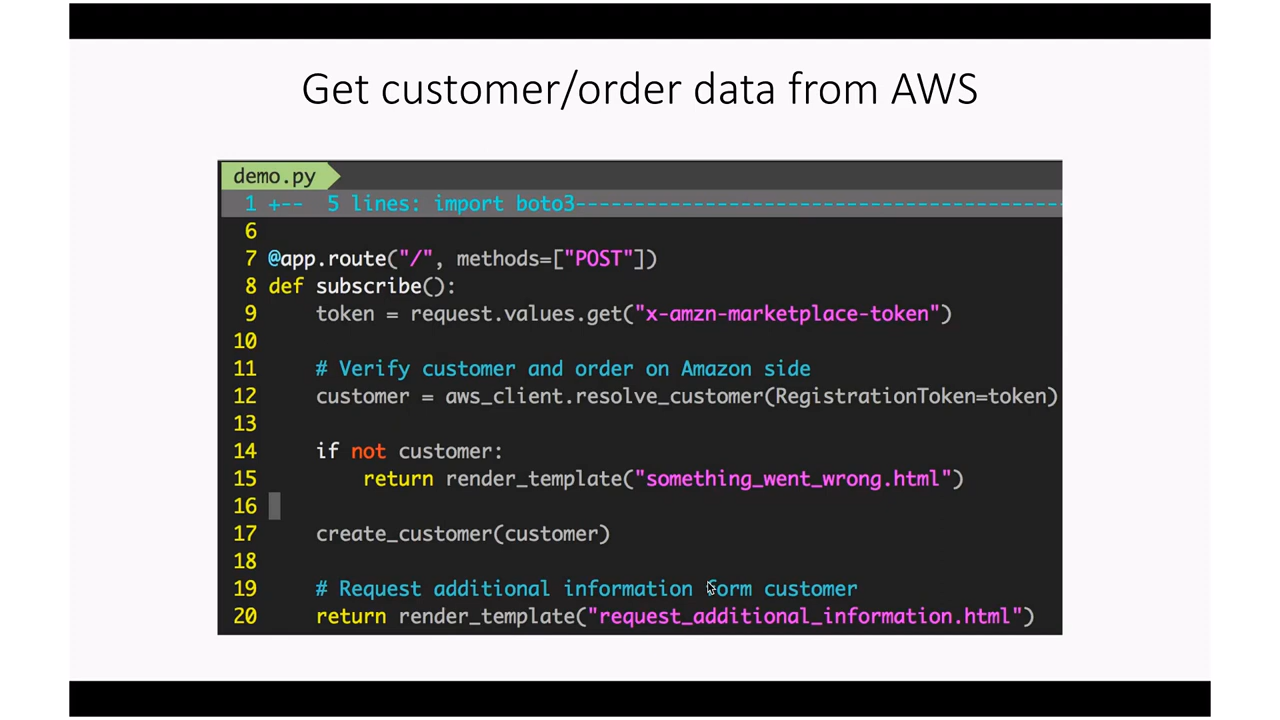 Get customer/order data from AWS
demo.py
1 +-- 5 lines: import boto3-----------------------------------------
6
7 @app.route("/", methods=["POST"])
8 def subscribe():
9     token = request.values.get("x-amzn-marketplace-token")
10
11     # Verify customer and order on Amazon side
12     customer = aws_client.resolve_customer(RegistrationToken=token)
13
14     if not customer:
15         return render_template("something_went_wrong.html")
16
17     create_customer(customer)
18
19     # Request additional information form customer
20     return render_template("request_additional_information.html")